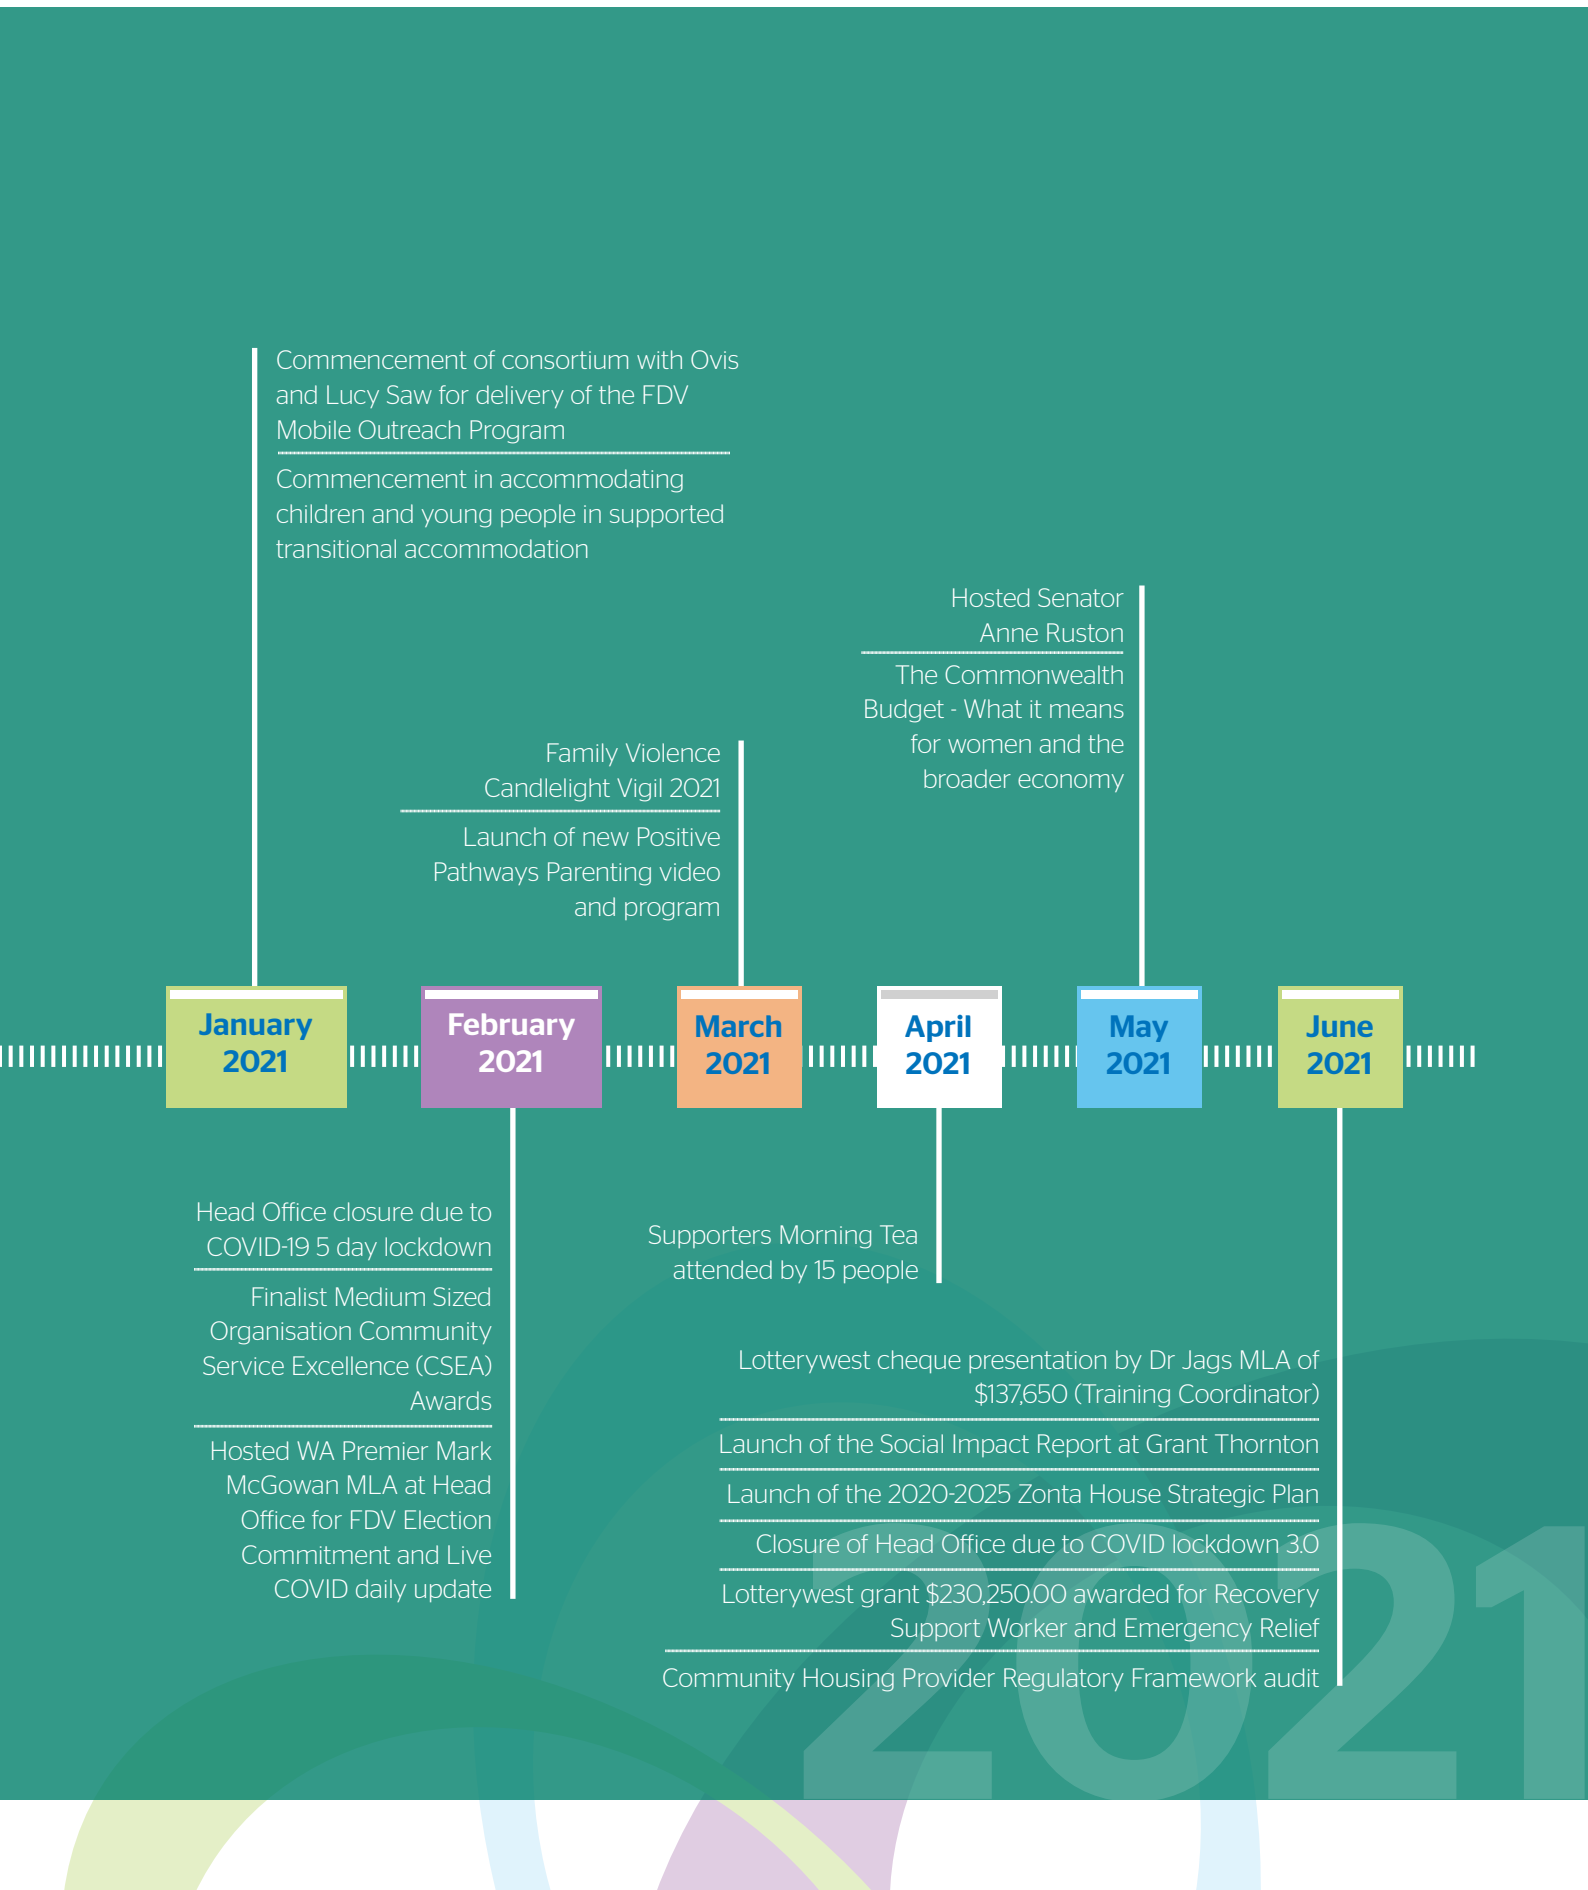 Commencement of consortium with Ovis
and Lucy Saw for delivery of the FDV
Mobile Outreach Program
Commencement in accommodating
children and young people in supported
transitional accommodation
Hosted Senator
Anne Ruston
The Commonwealth
Budget - What it means
for women and the
broader economy
Family Violence
Candlelight Vigil 2021
Launch of new Positive
Pathways Parenting video
and program
January
2021
February
2021
March
2021
April
2021
May
2021
June
2021
Head Office closure due to
COVID-19 5 day lockdown
Finalist Medium Sized
Organisation Community
Service Excellence (CSEA)
Awards
Hosted WA Premier Mark
McGowan MLA at Head
Office for FDV Election
Commitment and Live
COVID daily update
Supporters Morning Tea
attended by 15 people
Lotterywest cheque presentation by Dr Jags MLA of
$137,650 (Training Coordinator)
Launch of the Social Impact Report at Grant Thornton
Launch of the 2020-2025 Zonta House Strategic Plan
Closure of Head Office due to COVID lockdown 3.0
Lotterywest grant $230,250.00 awarded for Recovery
Support Worker and Emergency Relief
Community Housing Provider Regulatory Framework audit
2021